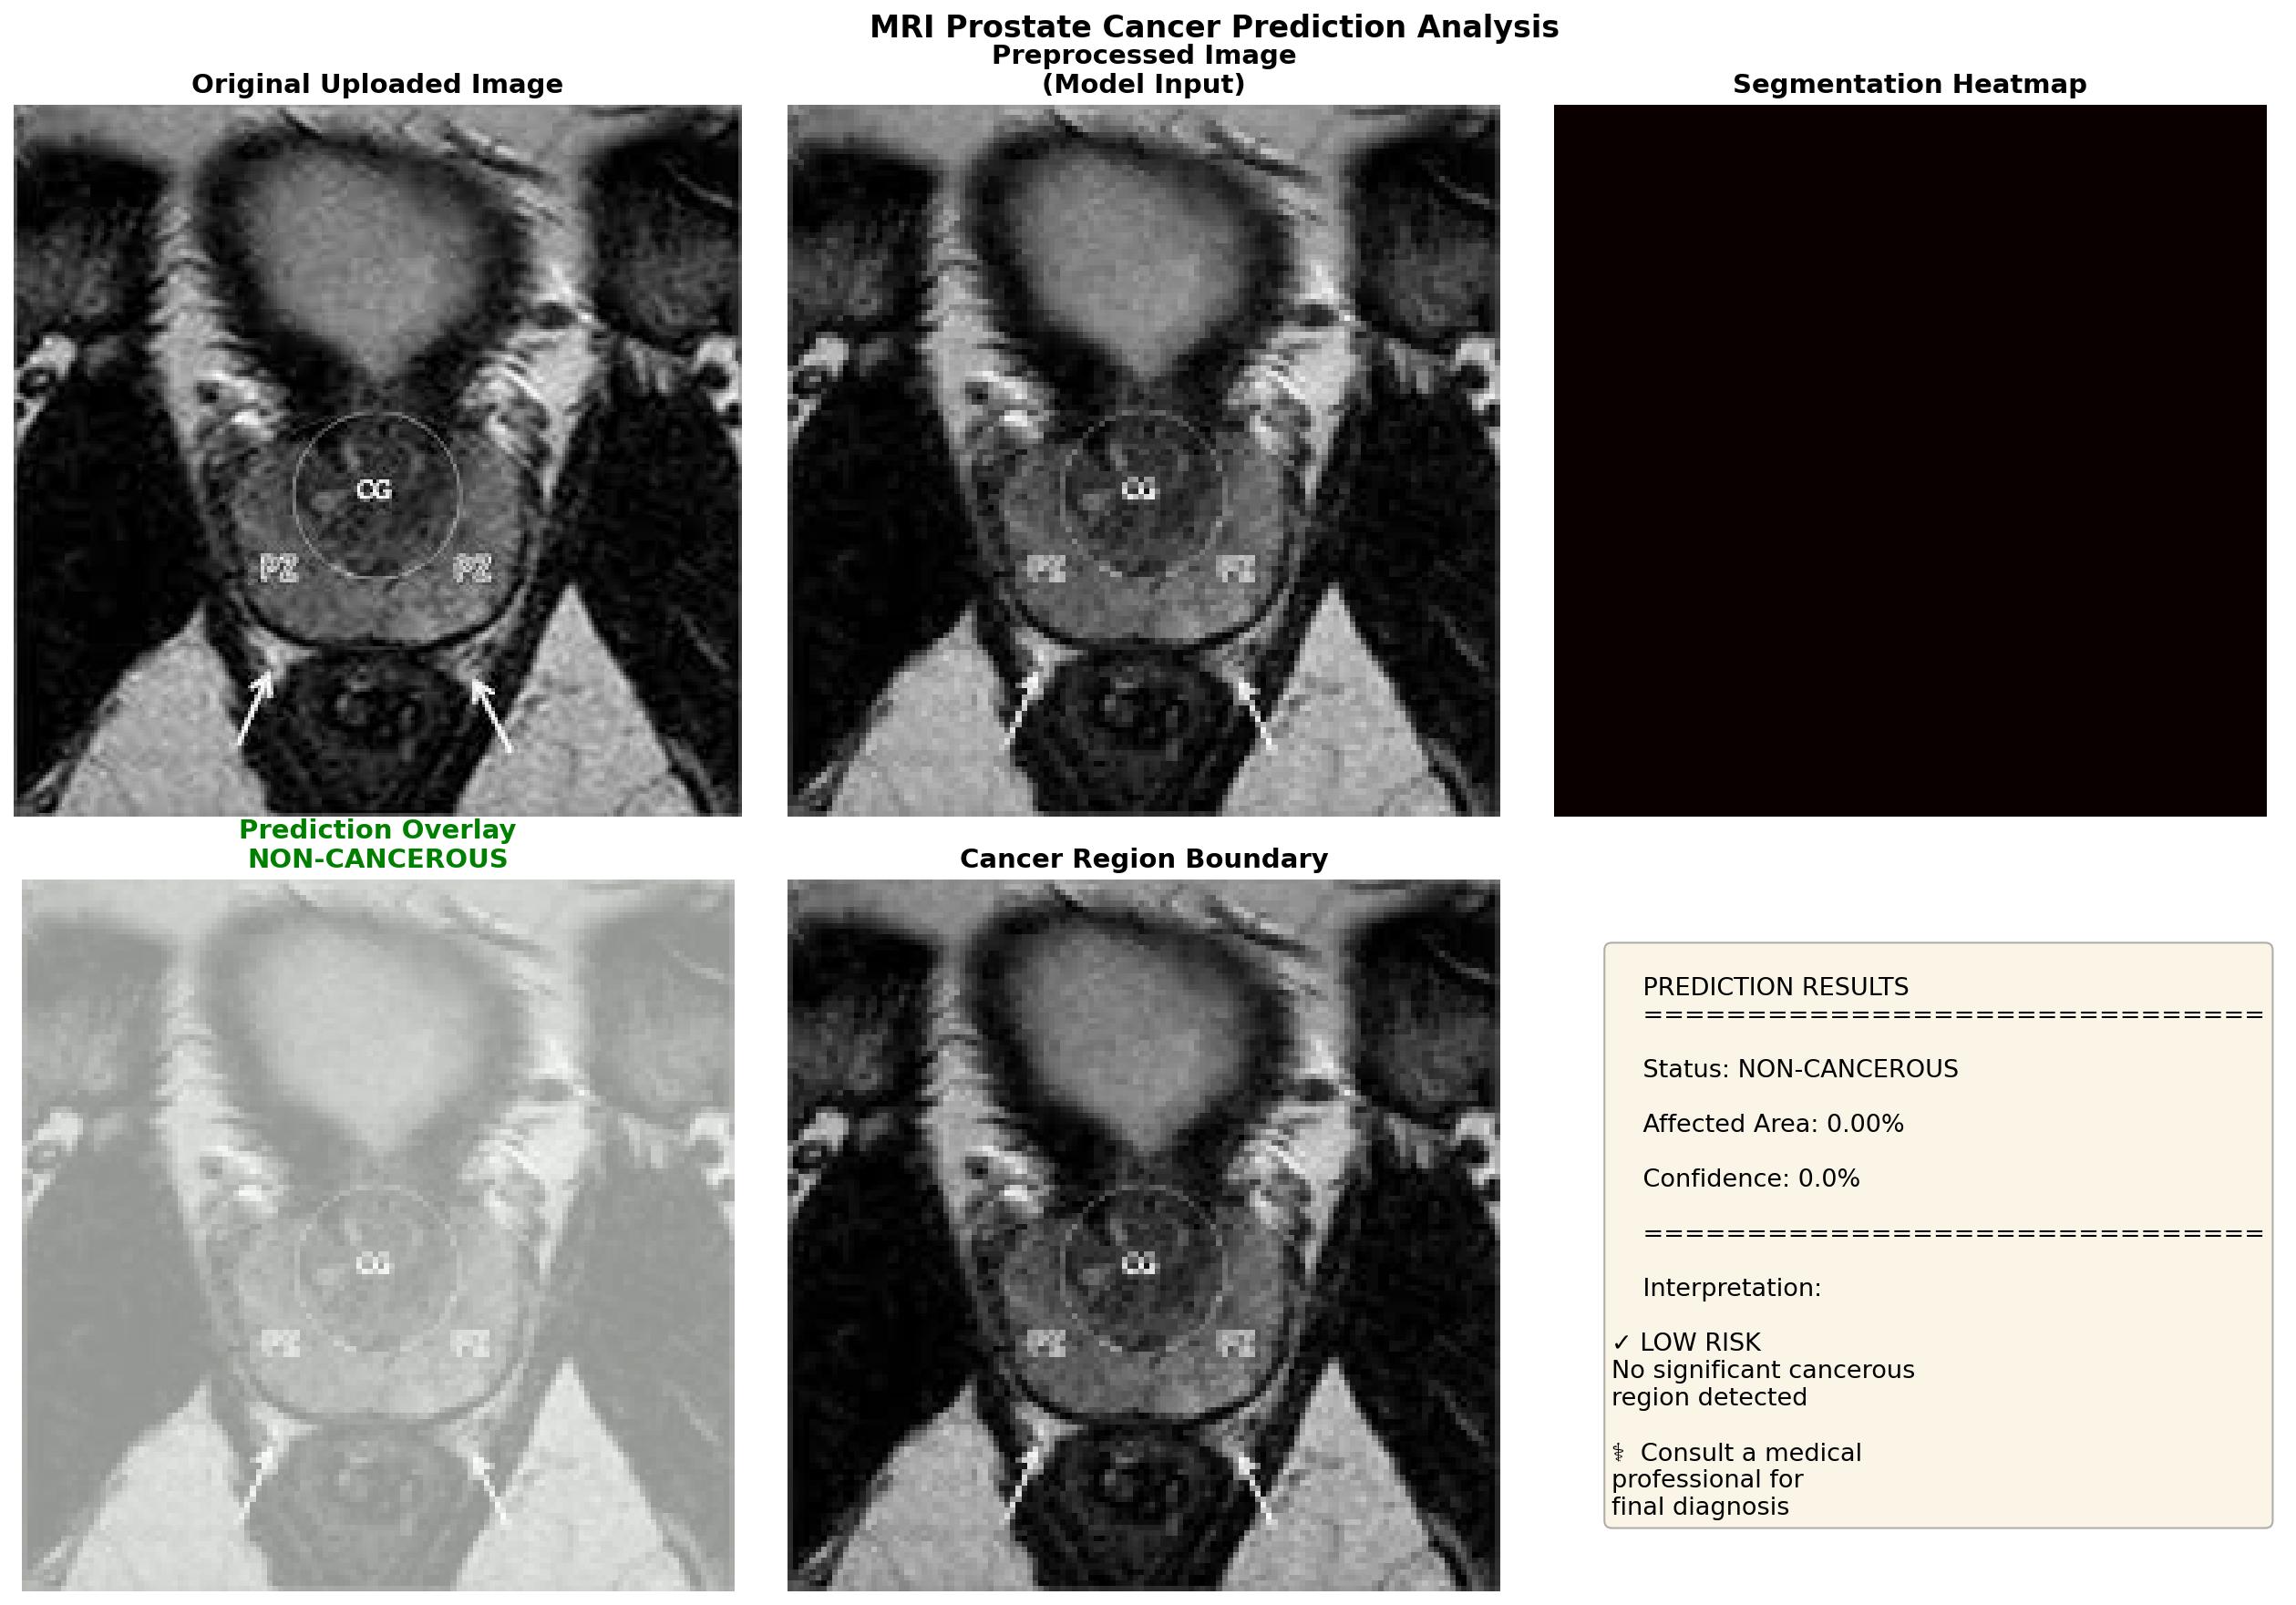 MRI Prostate Cancer Prediction Analysis
Original Uploaded Image
Preprocessed Image
(Model Input)
Segmentation Heatmap
CG
PZ PZ
CG
PZ PZ
Prediction Overlay
NON-CANCEROUS
Cancer Region Boundary
CG
PZ PZ
CG
PZ PZ
PREDICTION RESULTS
==============================
Status: NON-CANCEROUS
Affected Area: 0.00%
Confidence: 0.0%
==============================
Interpretation:
✓ LOW RISK
No significant cancerous
region detected
⚕ Consult a medical
professional for
final diagnosis